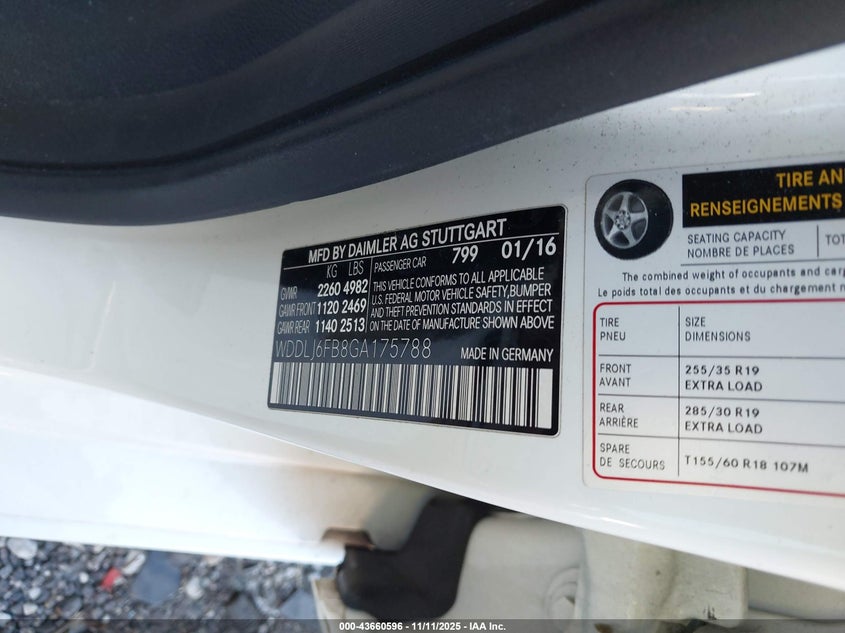 MFD BY DAIMLER AG STUTTGART
KG LBS PASSENGER CAR 799 01/16
GVWR 2260 4982
GAWR FRONT 1120 2469
GAWR REAR 1140 2513
THIS VEHICLE CONFORMS TO ALL APPLICABLE
U.S. FEDERAL MOTOR VEHICLE SAFETY, BUMPER
AND THEFT PREVENTION STANDARDS IN EFFECT
ON THE DATE OF MANUFACTURE SHOWN ABOVE
WDDLJ6FB8GA175788
TIRE AN
RENSEIGNEMENTS
SEATING CAPACITY
NOMBRE DE PLACES
TOT
The combined weight of occupants and carg
Le poids total des occupants et du chargement
TIRE SIZE
PNEU DIMENSIONS
FRONT 255/35 R19
AVANT EXTRA LOAD
REAR 285/30 R19
ARRIÈRE EXTRA LOAD
SPARE
DE SECOURS T155/60 R18 107M
000-43660596 - 11/11/2025 - IAA Inc.